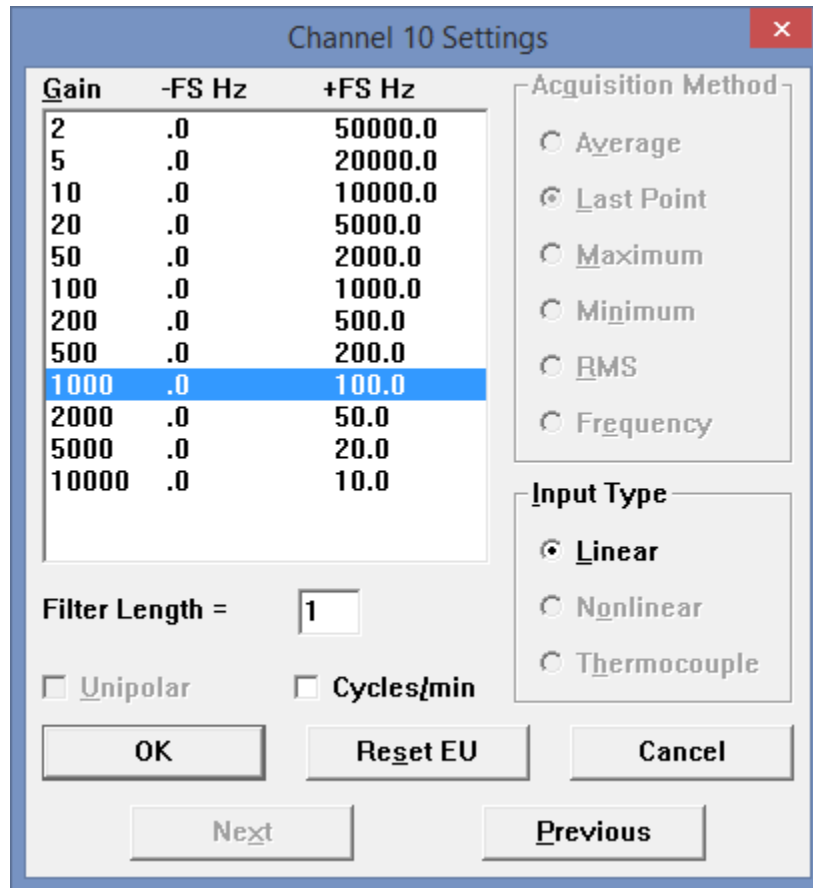 Channel 10 Settings
Gain -FS Hz +FS Hz
2 .0 50000.0
5 .0 20000.0
10 .0 10000.0
20 .0 5000.0
50 .0 2000.0
100 .0 1000.0
200 .0 500.0
500 .0 200.0
1000 .0 100.0
2000 .0 50.0
5000 .0 20.0
10000 .0 10.0
Filter Length = 1
Unipolar
Cycles/min
Acquisition Method
Average
Last Point
Maximum
Minimum
RMS
Frequency
Input Type
Linear
Nonlinear
Thermocouple
OK
Reset EU
Cancel
Next
Previous